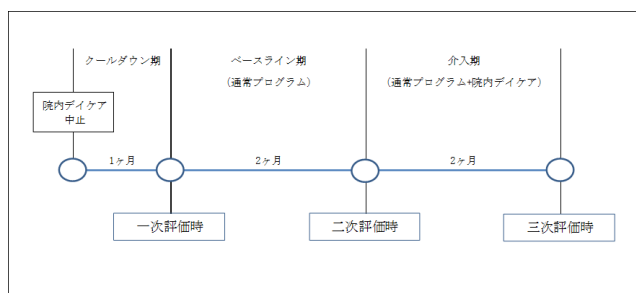 クールダウン期
ベースライン期
(通常プログラム)
介入期
(通常プログラム+院内デイケア)
院内デイケア
中止
1ヶ月
2ヶ月
2ヶ月
一次評価時
二次評価時
三次評価時